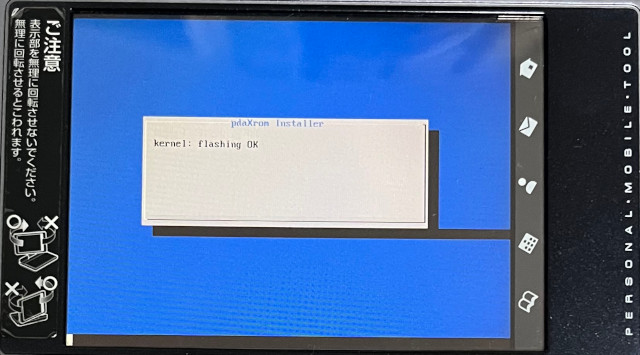 ご注意
表示部を無理に回転させないでください。
無理に回転させるとこわれます。
pdaXrom Installer
kernel: flashing OK
PERSONAL・MOBILE・TOOL